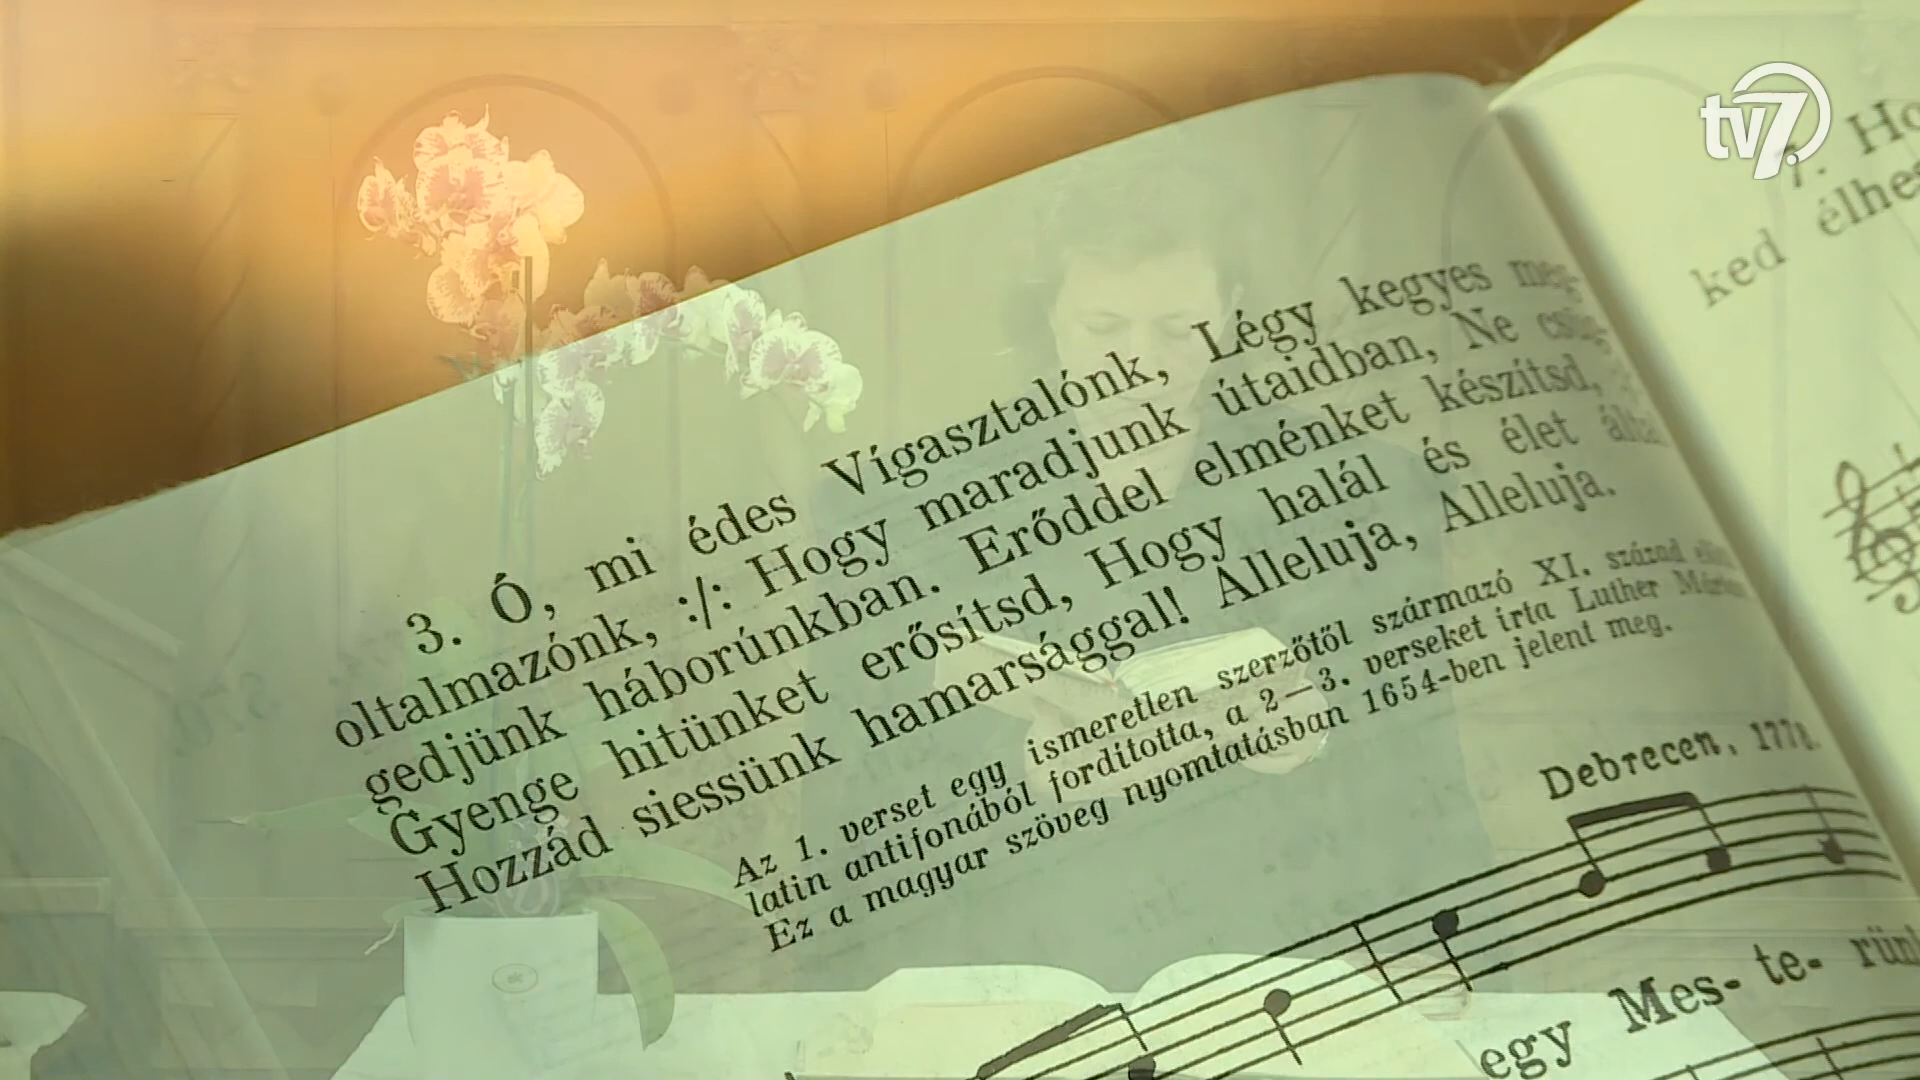 tv7
7. Ho
ked élhes
3. Ó, mi édes Vígasztalónk, Légy kegyes meg-
oltalmazónk, :/: Hogy maradjunk útaidban, Ne
gedjünk háborúnkban. Erőddel elménket készítsd,
Gyenge hitünket erősítsd, Hogy halál és élet által
Hozzád siessünk hamarsággal! Alleluja, Alleluja.
Az 1. verset egy ismeretlen szerzőtől származó XI. század
latin antifonából fordította, a 2—3. verseket írta Luther Márton
Ez a magyar szöveg nyomtatásban 1654-ben jelent meg.
Debrecen,
egy Mes- te- rün